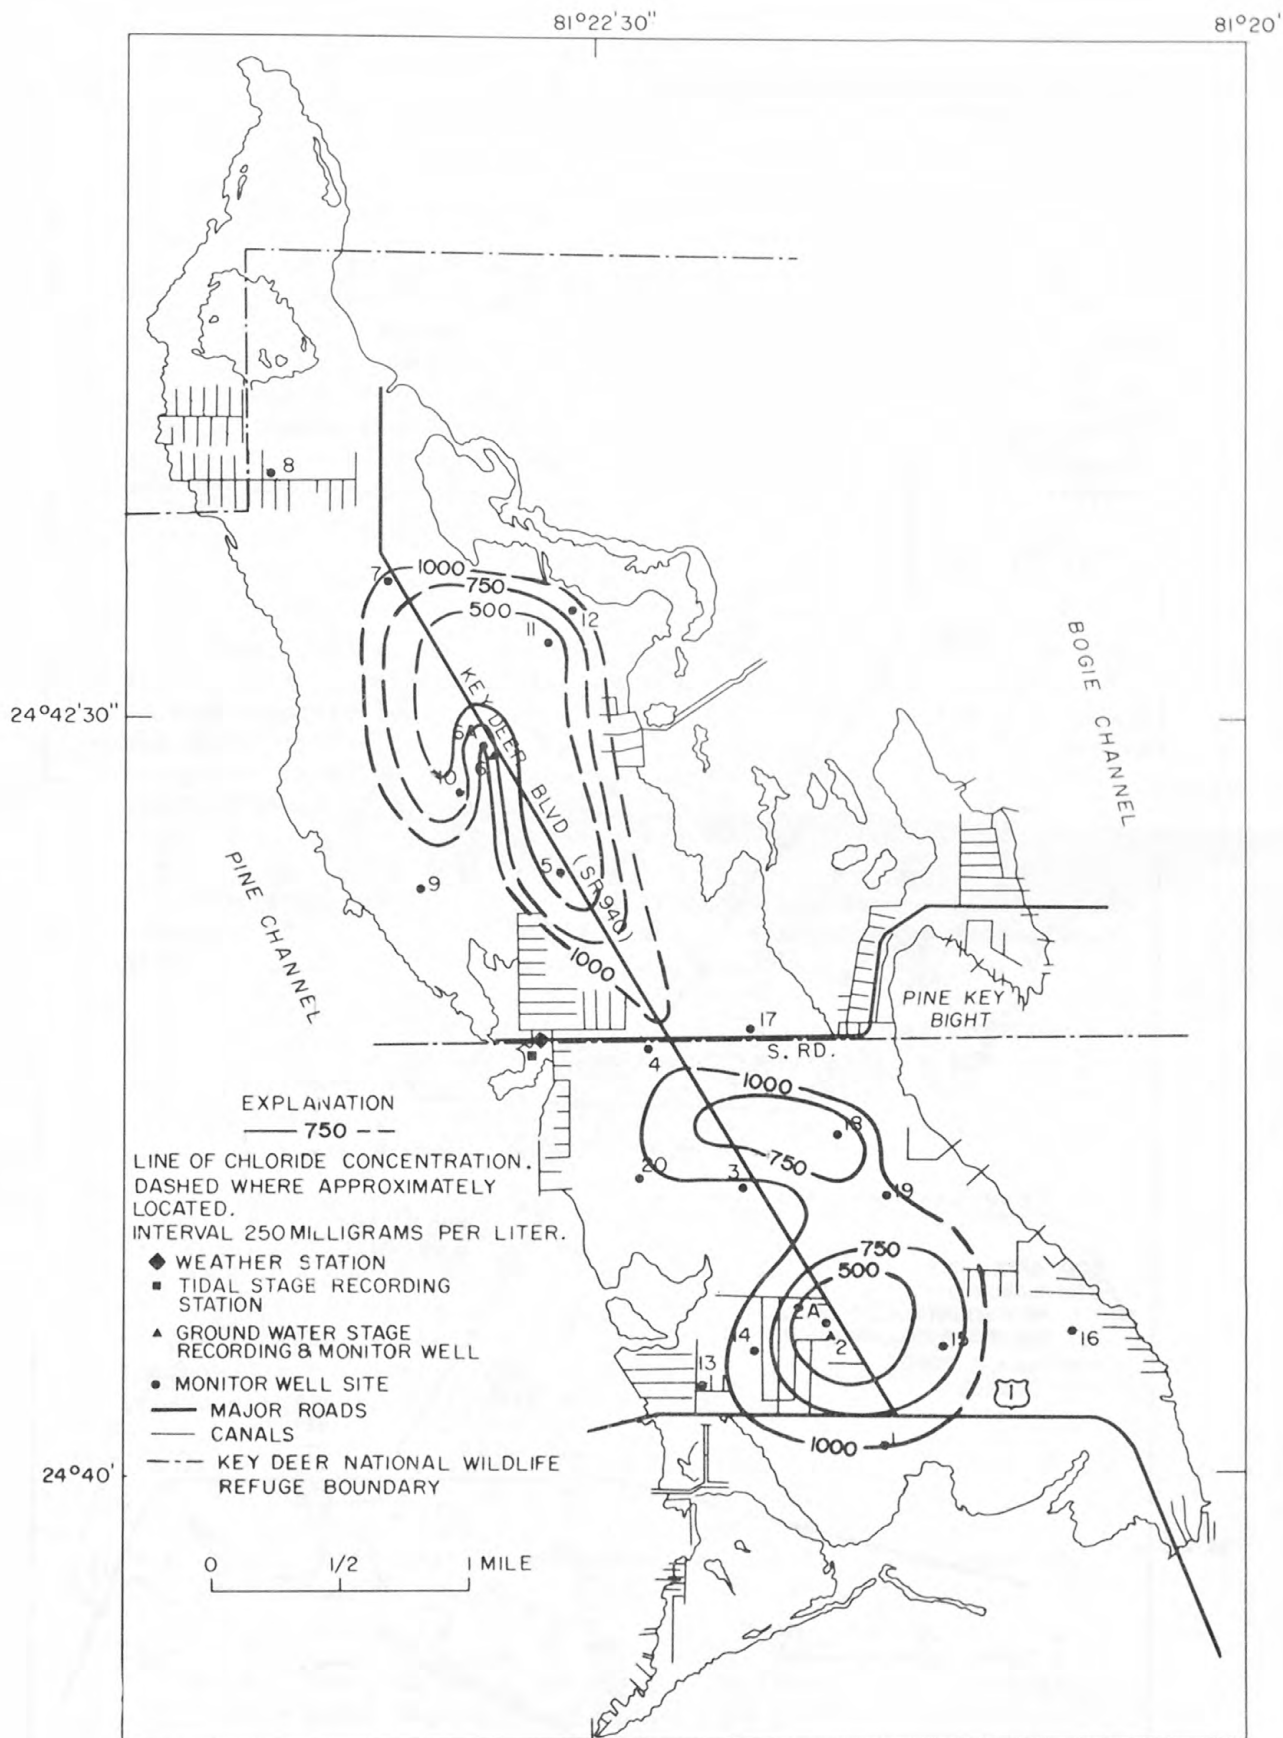 81°22'30"
81°20'
8
7
1000
750
500
12
11
BOGIE CHANNEL
24°42'30"
KEY DEER BLVD (SR 940)
6A
6
10
5
9
PINE CHANNEL
1000
PINE KEY
BIGHT
17
S. RD.
4
1000
EXPLANATION
750
18
LINE OF CHLORIDE CONCENTRATION.
DASHED WHERE APPROXIMATELY
LOCATED.
INTERVAL 250 MILLIGRAMS PER LITER.
750
20
3
19
WEATHER STATION
TIDAL STAGE RECORDING
STATION
750
500
GROUND WATER STAGE
RECORDING & MONITOR WELL
2A
2
14
15
16
13
MONITOR WELL SITE
1
MAJOR ROADS
CANALS
1000
1
KEY DEER NATIONAL WILDLIFE
REFUGE BOUNDARY
24°40'
0 1/2 1 MILE